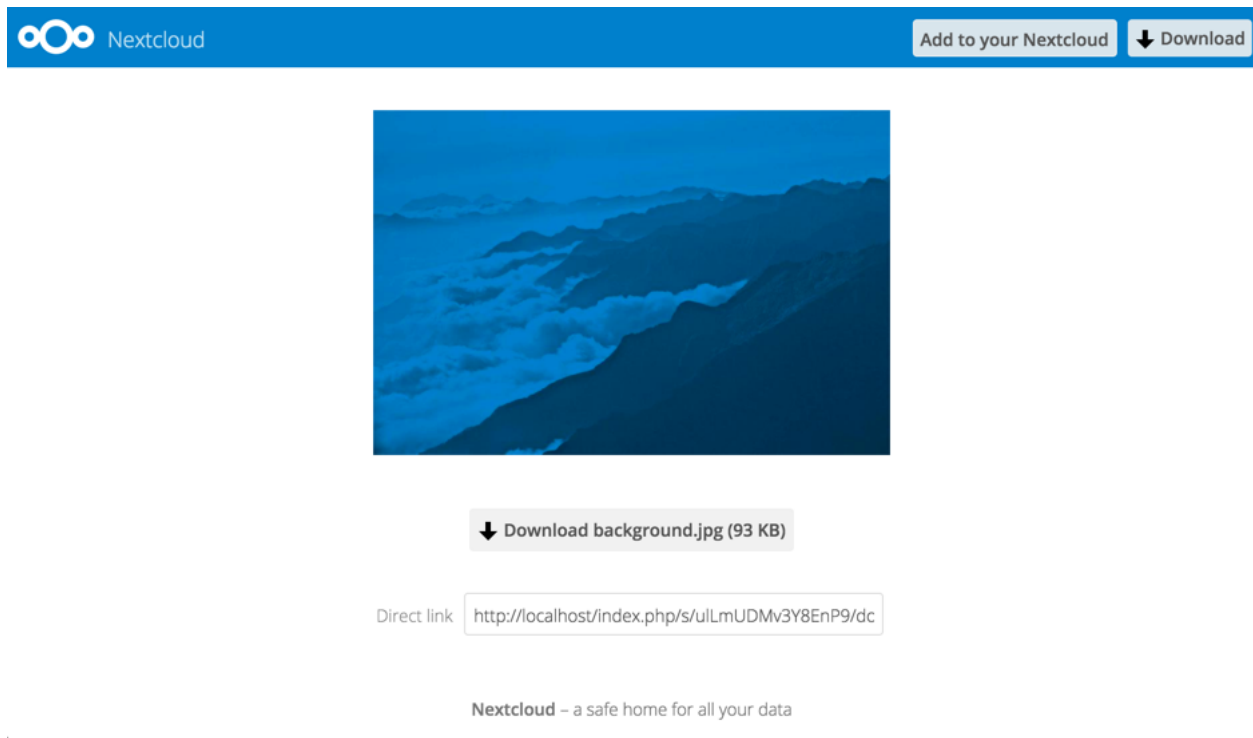 Nextcloud
Add to your Nextcloud
Download
Download background.jpg (93 KB)
Direct link
http://localhost/index.php/s/ulLmUDMv3Y8EnP9/dc
Nextcloud – a safe home for all your data